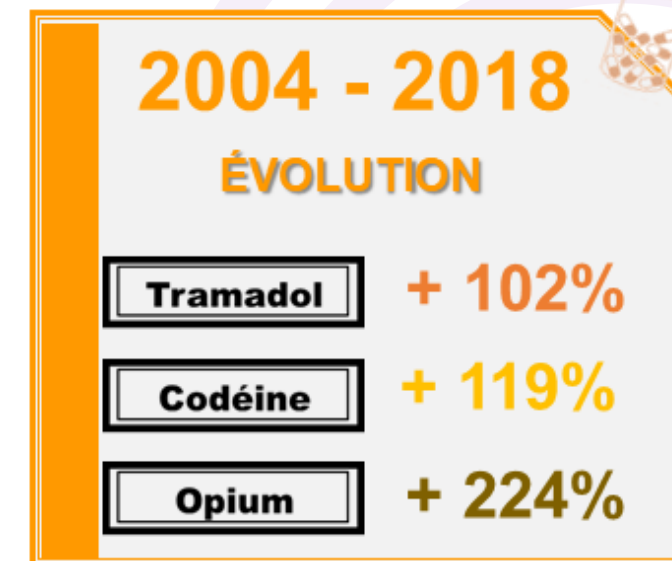 2004 - 2018
ÉVOLUTION
Tramadol + 102%
Codéine + 119%
Opium + 224%